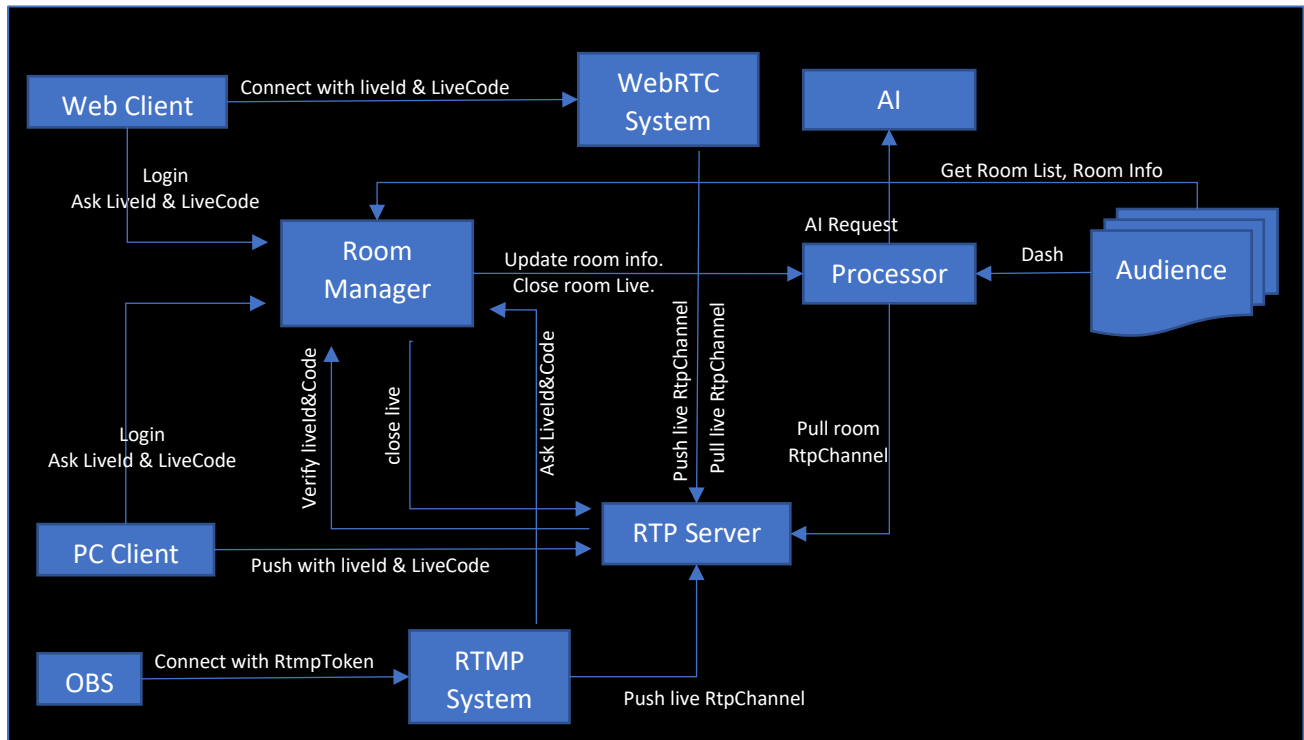 Connect with liveId & LiveCode
Web Client
WebRTC
System
AI
Login
Ask LiveId & LiveCode
Get Room List, Room Info
Room
Manager
AI Request
Update room info.
Close room Live.
Processor
Dash
Audience
Verify liveId&Code
close live
Ask LiveId&Code
Push live RtpChannel
Pull live RtpChannel
Pull room
RtpChannel
Login
Ask LiveId & LiveCode
PC Client
Push with liveId & LiveCode
RTP Server
OBS
Connect with RtmpToken
RTMP
System
Push live RtpChannel